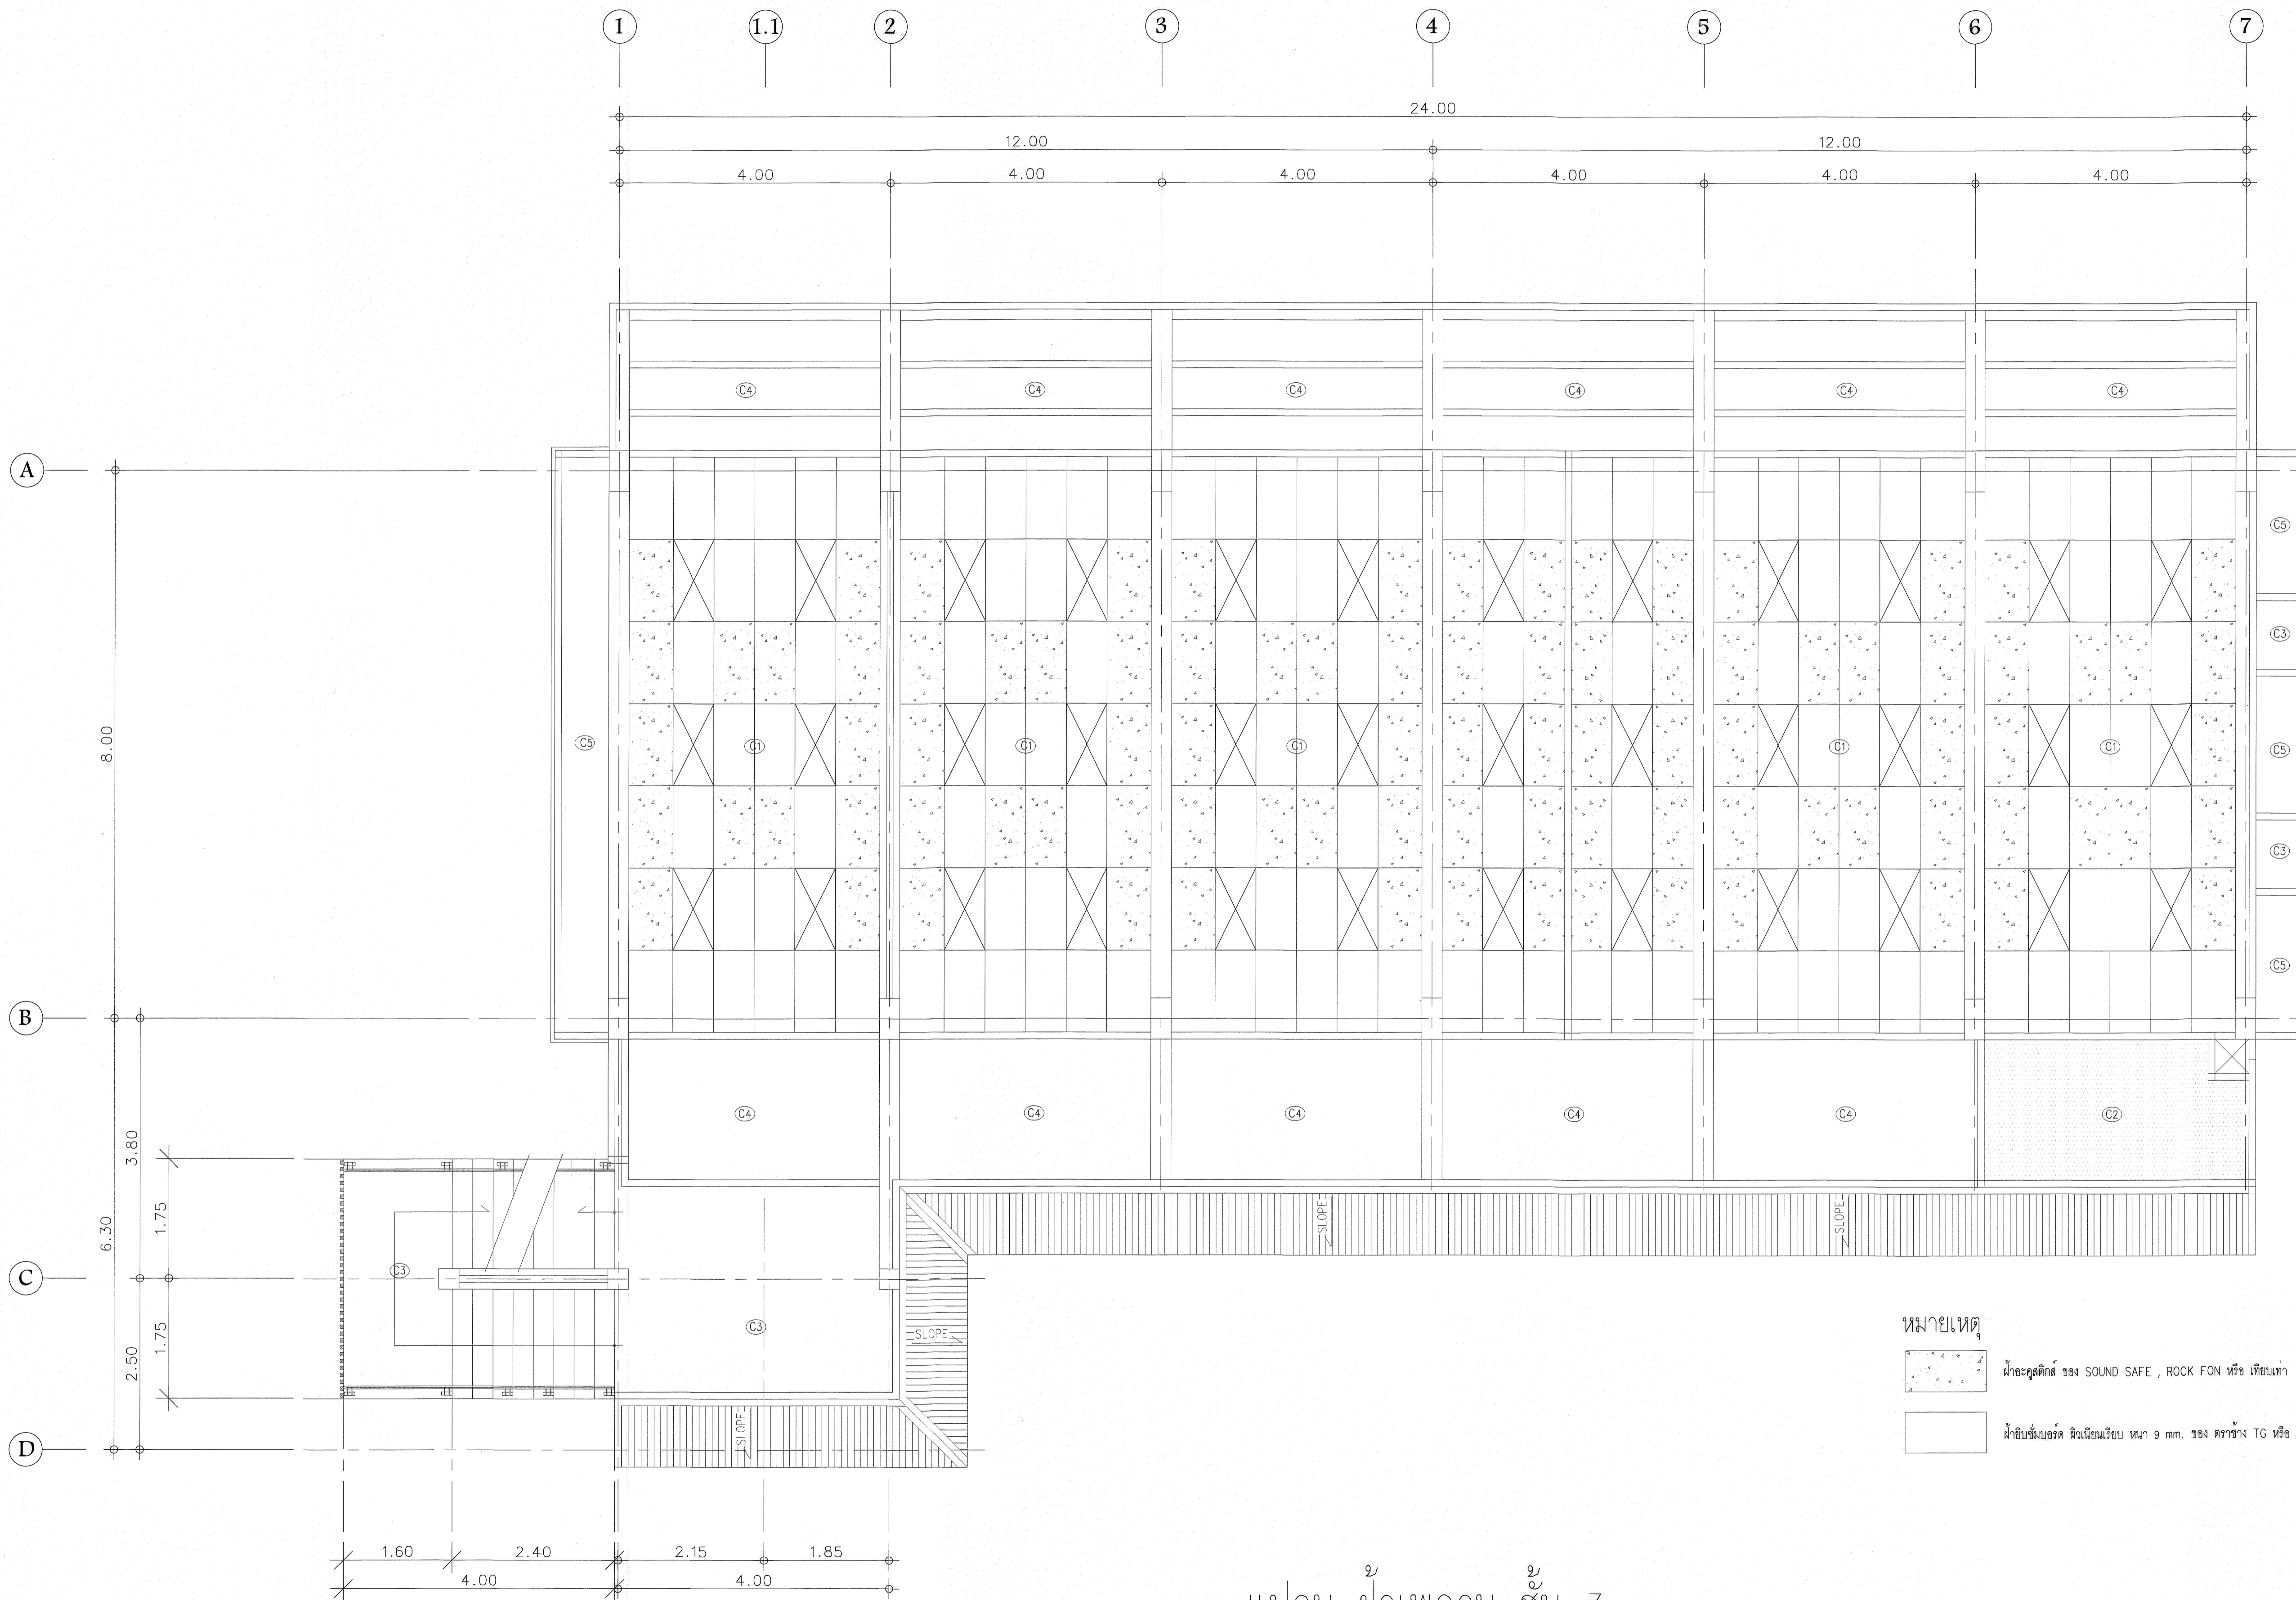 1 1.1 2 3 4 5 6 7
24.00
12.00 12.00
4.00 4.00 4.00 4.00 4.00 4.00
C4 C4 C4 C4 C4 C4
A
C5
C3
8.00
C5 C1 C1 C1 C1 C1 C5
C3
C5
B
C4 C4 C4 C4 C4 C2
3.80
1.75
6.30
SLOPE SLOPE
C
C3
C3
SLOPE
1.75
2.50
หมายเหตุ
ฝ้าอะคูสติกส์ ของ SOUND SAFE , ROCK FON หรือ เทียบเท่า
ฝ้ายิบซั่มบอร์ด ผิวเนียนเรียบ หนา 9 mm. ของ ตราช้าง TG หรือ
D
SLOPE
1.60 2.40 2.15 1.85
4.00 4.00